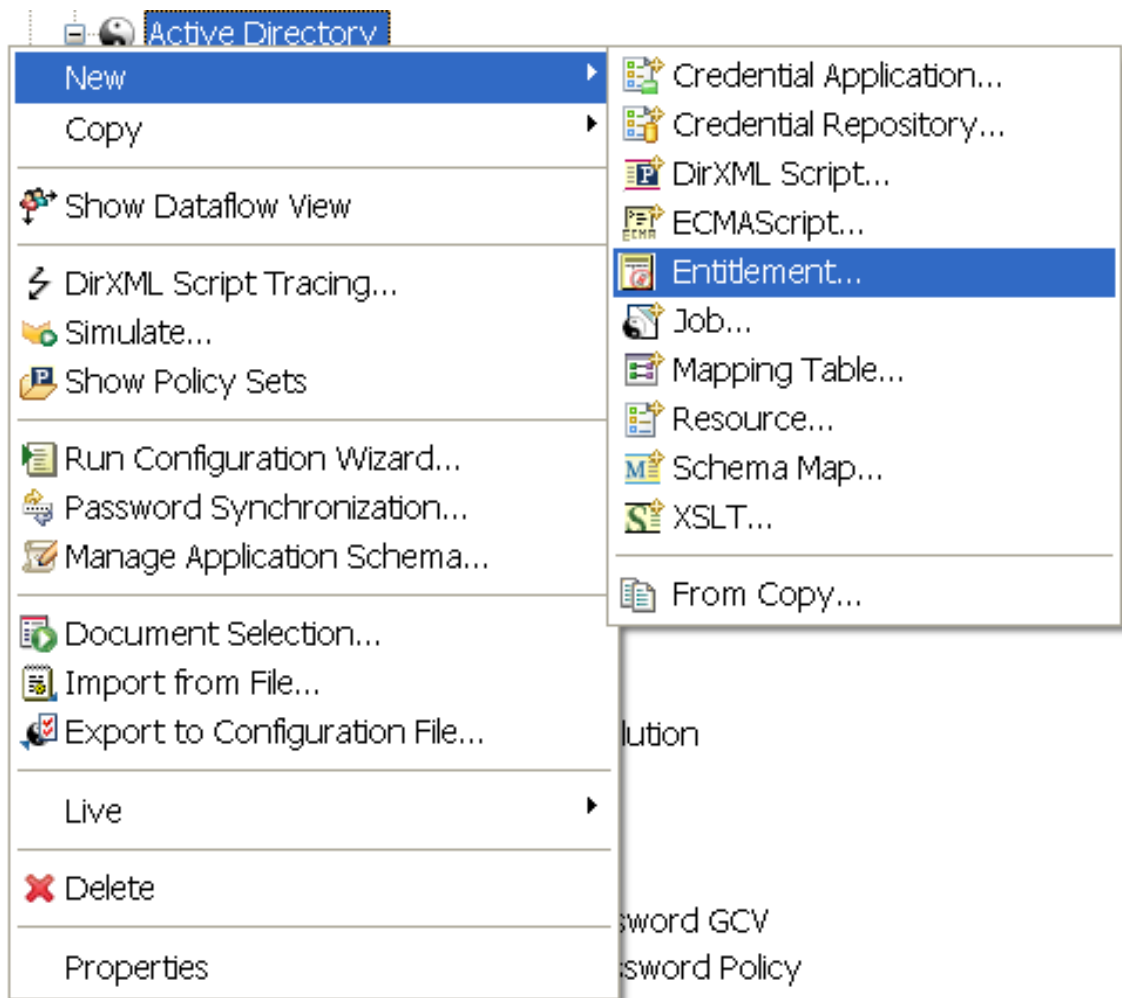 Active Directory
New
Copy
Show Dataflow View
DirXML Script Tracing...
Simulate...
Show Policy Sets
Run Configuration Wizard...
Password Synchronization...
Manage Application Schema...
Document Selection...
Import from File...
Export to Configuration File...
Live
Delete
Properties
Credential Application...
Credential Repository...
DirXML Script...
ECMAScript...
Entitlement...
Job...
Mapping Table...
Resource...
Schema Map...
XSLT...
From Copy...
lution
sword GCV
ssword Policy